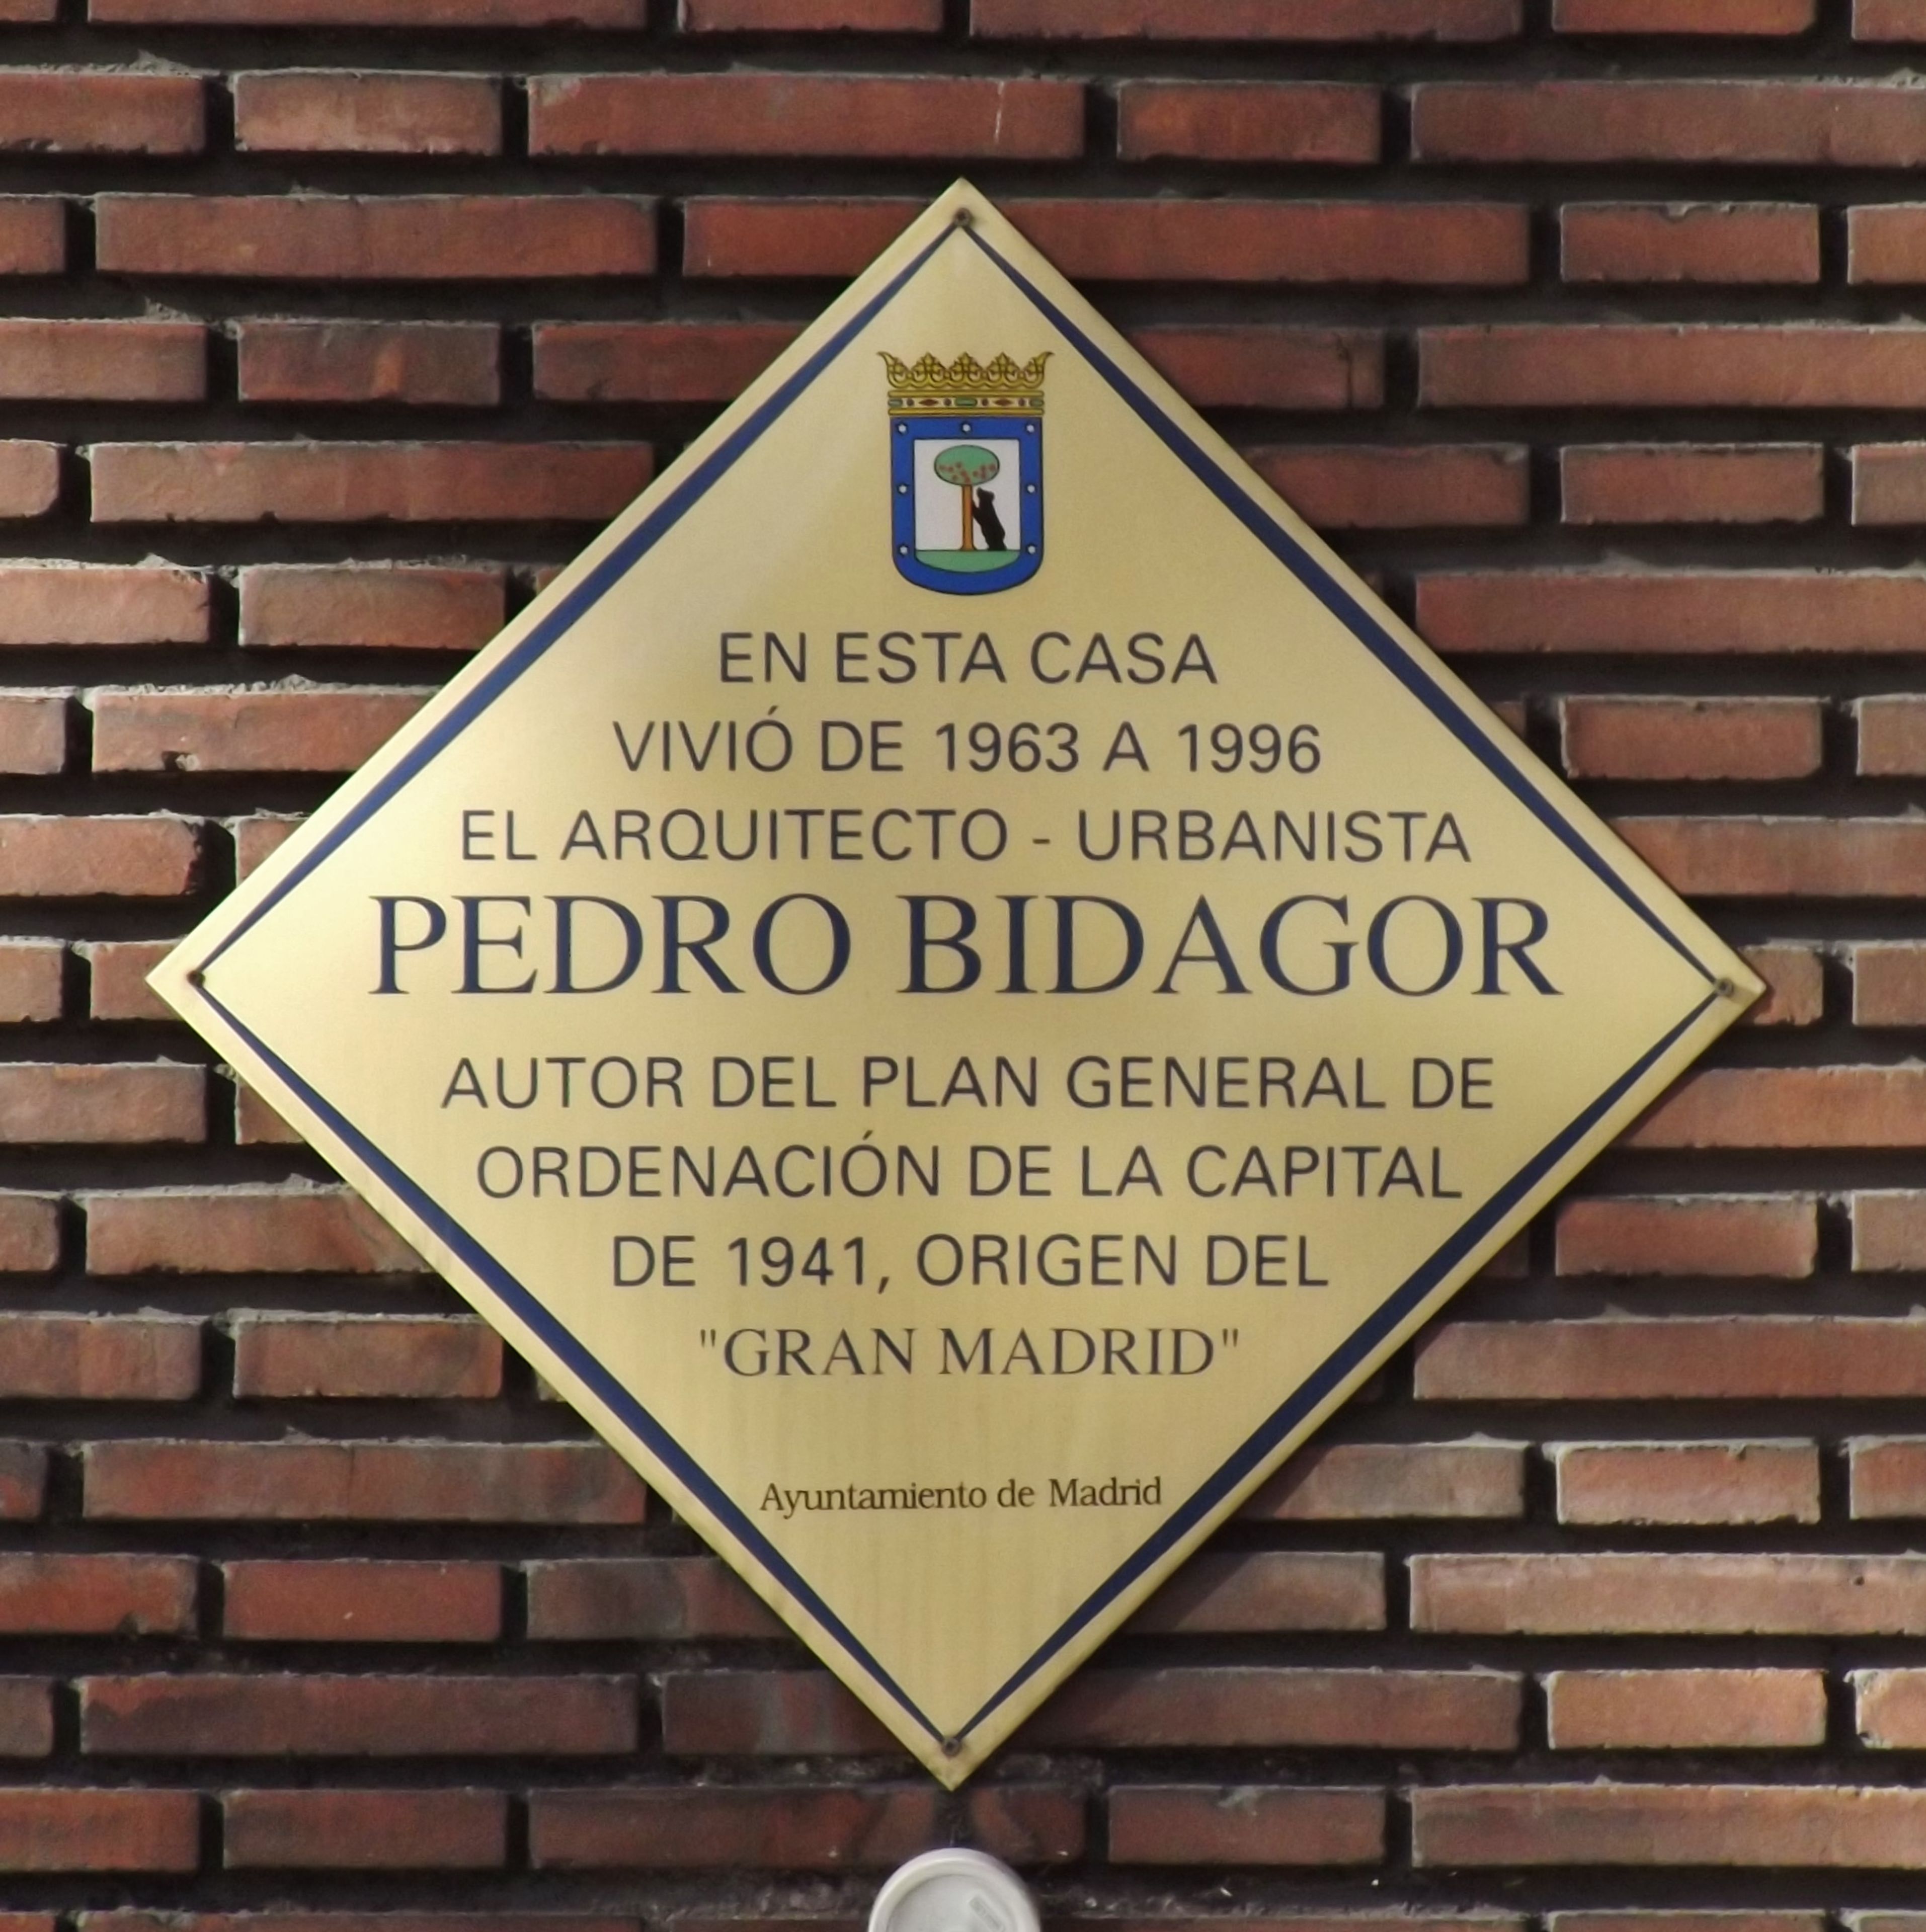 EN ESTA CASA
VIVIÓ DE 1963 A 1996
EL ARQUITECTO - URBANISTA
PEDRO BIDAGOR
AUTOR DEL PLAN GENERAL DE
ORDENACIÓN DE LA CAPITAL
DE 1941, ORIGEN DEL
"GRAN MADRID"
Ayuntamiento de Madrid